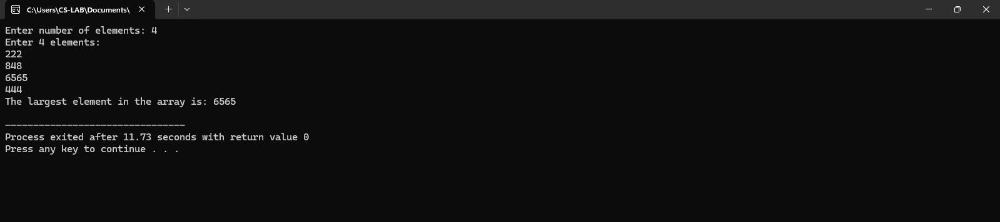 C:\Users\CS-LAB\Documents\
Enter number of elements: 4
Enter 4 elements:
222
848
6565
444
The largest element in the array is: 6565
--------------------------------
Process exited after 11.73 seconds with return value 0
Press any key to continue . . .